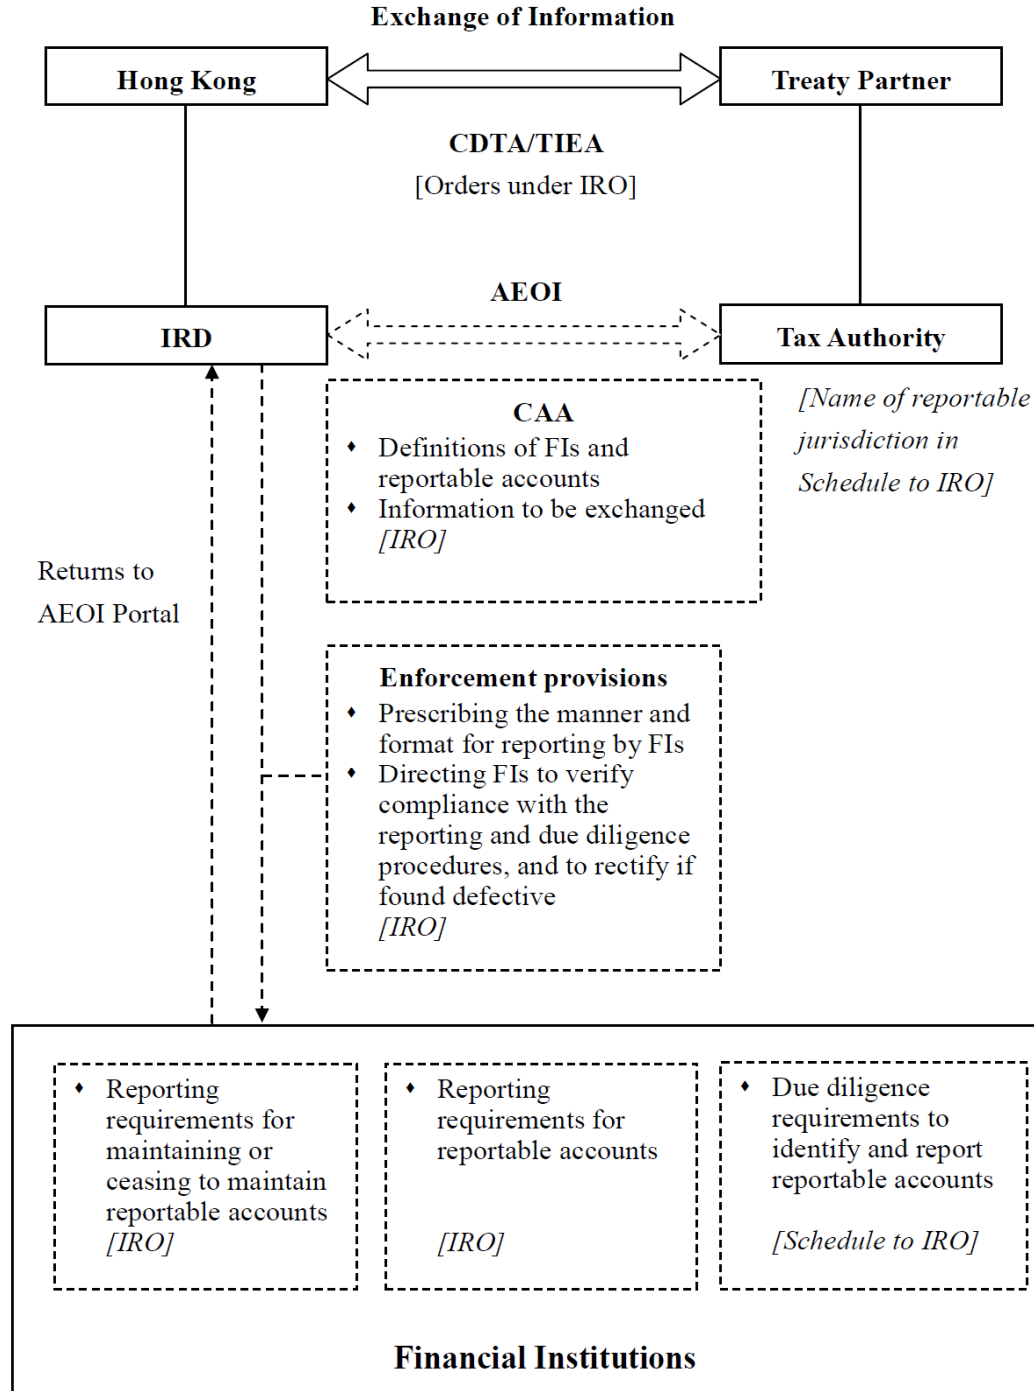 Exchange of Information
Hong Kong
Treaty Partner
CDTA/TIEA
[Orders under IRO]
AEOI
IRD
Tax Authority
[Name of reportable
jurisdiction in
Schedule to IRO]
CAA
♦ Definitions of FIs and
reportable accounts
♦ Information to be exchanged
[IRO]
Returns to
AEOI Portal
Enforcement provisions
♦ Prescribing the manner and
format for reporting by FIs
♦ Directing FIs to verify
compliance with the
reporting and due diligence
procedures, and to rectify if
found defective
[IRO]
♦ Reporting
requirements for
maintaining or
ceasing to maintain
reportable accounts
[IRO]
♦ Reporting
requirements for
reportable accounts
[IRO]
♦ Due diligence
requirements to
identify and report
reportable accounts
[Schedule to IRO]
Financial Institutions